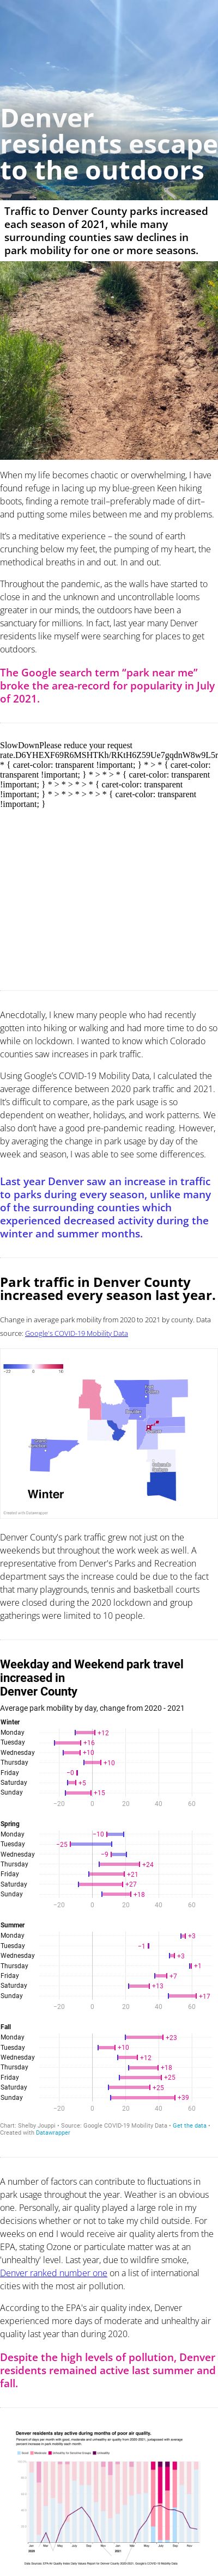 Denver
residents escape
to the outdoors
Traffic to Denver County parks increased
each season of 2021, while many
surrounding counties saw declines in
park mobility for one or more seasons.
When my life becomes chaotic or overwhelming, I have
found refuge in lacing up my blue-green Keen hiking
boots, finding a remote trail–preferably made of dirt–
and putting some miles between me and my problems.
It's a meditative experience – the sound of earth
crunching below my feet, the pumping of my heart, the
methodical breaths in and out. In and out.
Throughout the pandemic, as the walls have started to
close in and the unknown and uncontrollable looms
greater in our minds, the outdoors have been a
sanctuary for millions. In fact, last year many Denver
residents like myself were searching for places to get
outdoors.
The Google search term “park near me”
broke the area-record for popularity in July
of 2021.
SlowDownPlease reduce your request
* { caret-color: transparent !important; } * > * { caret-color:
transparent !important; } * > * > * { caret-color: transparent
!important; } * > * > * > * { caret-color: transparent
!important; } * > * > * > * > * { caret-color: transparent
!important; }
Anecdotally, I knew many people who had recently
gotten into hiking or walking and had more time to do so
while on lockdown. I wanted to know which Colorado
counties saw increases in park traffic.
Using Google's COVID-19 Mobility Data, I calculated the
average difference between 2020 park traffic and 2021.
It's difficult to compare, as the park usage is so
dependent on weather, holidays, and work patterns. We
also don't have a good pre-pandemic reading. However,
by averaging the change in park usage by day of the
week and season, I was able to see some differences.
Last year Denver saw an increase in traffic
to parks during every season, unlike many
of the surrounding counties which
experienced decreased activity during the
winter and summer months.
Park traffic in Denver County
increased every season last year.
Change in average park mobility from 2020 to 2021 by county. Data
source: Google's COVID-19 Mobility Data
Winter
Created with Datawrapper
Denver County's park traffic grew not just on the
weekends but throughout the work week as well. A
representative from Denver's Parks and Recreation
department says the increase could be due to the fact
that many playgrounds, tennis and basketball courts
were closed during the 2020 lockdown and group
gatherings were limited to 10 people.
Weekday and Weekend park travel
increased in
Denver County
Average park mobility by day, change from 2020 - 2021
Winter
Monday +12
Tuesday +16
Wednesday +10
Thursday +10
Friday −0
Saturday +5
Sunday +15
−20 0 20 40 60
Spring
Monday −10
Tuesday −25
Wednesday −9
Thursday +24
Friday +21
Saturday +27
Sunday +18
−20 0 20 40 60
Summer
Monday +3
Tuesday −1
Wednesday +3
Thursday +1
Friday +7
Saturday +13
Sunday +17
−20 0 20 40 60
Fall
Monday +23
Tuesday +10
Wednesday +12
Thursday +18
Friday +25
Saturday +25
Sunday +39
−20 0 20 40 60
Chart: Shelby Jouppi • Source: Google COVID-19 Mobility Data • Get the data •
Created with Datawrapper
A number of factors can contribute to fluctuations in
park usage throughout the year. Weather is an obvious
one. Personally, air quality played a large role in my
decisions whether or not to take my child outside. For
weeks on end I would receive air quality alerts from the
EPA, stating Ozone or particulate matter was at an
'unhealthy' level. Last year, due to wildfire smoke,
Denver ranked number one on a list of international
cities with the most air pollution.
According to the EPA's air quality index, Denver
experienced more days of moderate and unhealthy air
quality last year than during 2020.
Despite the high levels of pollution, Denver
residents remained active last summer and
fall.
Denver residents stay active during months of poor air quality.